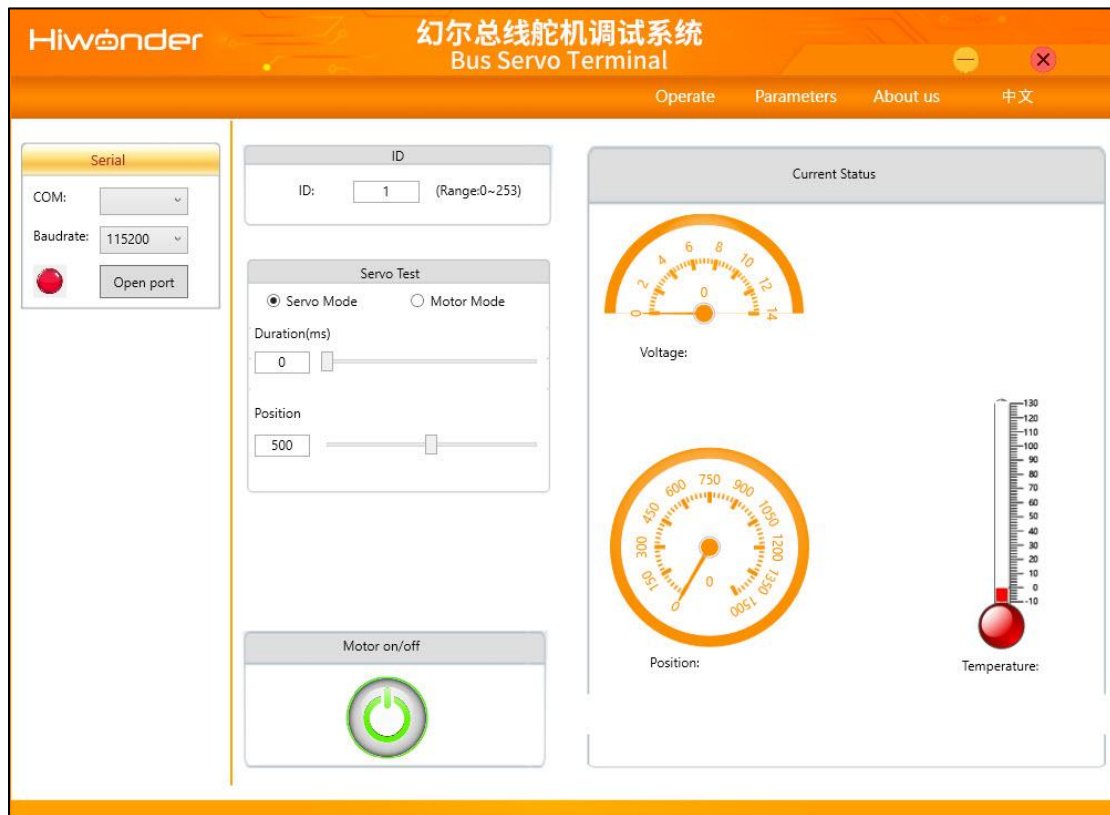 Hiwonder
幻尔总线舵机调试系统
Bus Servo Terminal
Operate Parameters About us 中文
Serial
COM:
Baudrate: 115200
Open port
ID
ID: 1 (Range:0~253)
Servo Test
Servo Mode Motor Mode
Duration(ms)
0
Position
500
Motor on/off
Current Status
0 2 4 6 8 10 12 14
0
Voltage:
0 150 300 450 600 750 900 1050 1200 1350 1500
0
Position:
130
120
110
100
90
80
70
60
50
40
30
20
10
0
-10
Temperature: